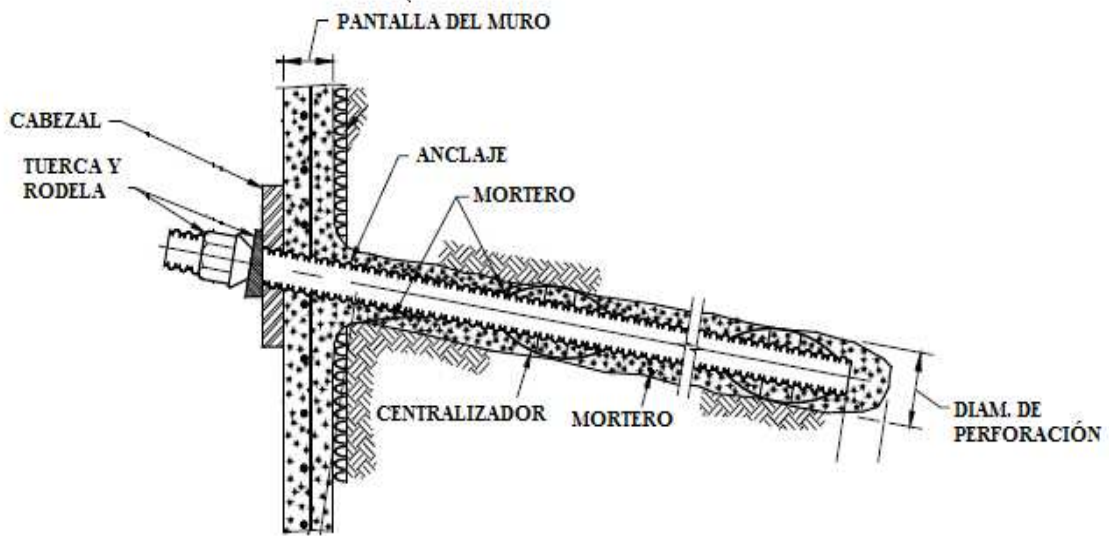 PANTALLA DEL MURO
CABEZAL
TUERCA Y
RODELA
ANCLAJE
MORTERO
CENTRALIZADOR
MORTERO
DIAM. DE
PERFORACIÓN